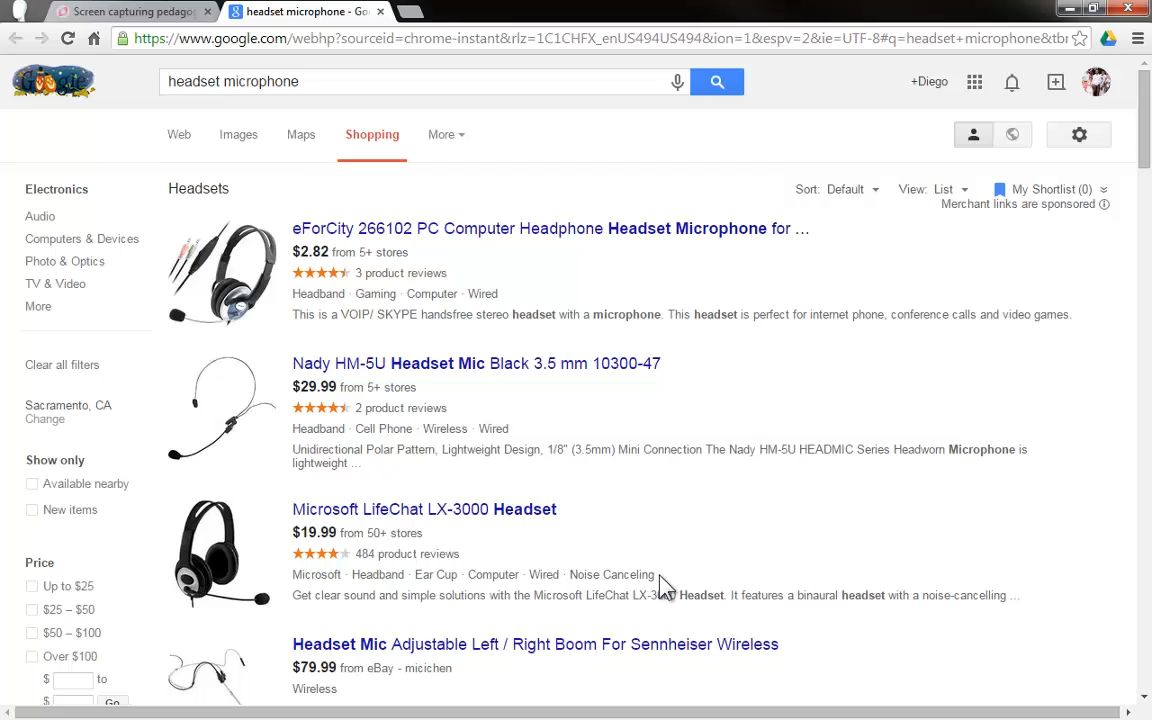 Screen capturing pedagog
headset microphone - Go
https://www.google.com/webhp?sourceid=chrome-instant&rlz=1C1CHFX_enUS494US494&ion=1&espv=2&ie=UTF-8#q=headset+microphone&tb
headset microphone
+Diego
Web
Images
Maps
Shopping
More
Electronics
Audio
Computers & Devices
Photo & Optics
TV & Video
More
Clear all filters
Sacramento, CA
Change
Show only
Available nearby
New items
Price
Up to $25
$25 – $50
$50 – $100
Over $100
$ to
$ Go
Headsets
Sort: Default
View: List
My Shortlist (0)
Merchant links are sponsored
eForCity 266102 PC Computer Headphone Headset Microphone for ...
$2.82 from 5+ stores
3 product reviews
Headband · Gaming · Computer · Wired
This is a VOIP/ SKYPE handsfree stereo headset with a microphone. This headset is perfect for internet phone, conference calls and video games.
Nady HM-5U Headset Mic Black 3.5 mm 10300-47
$29.99 from 5+ stores
2 product reviews
Headband · Cell Phone · Wireless · Wired
Unidirectional Polar Pattern, Lightweight Design, 1/8" (3.5mm) Mini Connection The Nady HM-5U HEADMIC Series Headworn Microphone is
lightweight ...
Microsoft LifeChat LX-3000 Headset
$19.99 from 50+ stores
484 product reviews
Microsoft · Headband · Ear Cup · Computer · Wired · Noise Canceling
Get clear sound and simple solutions with the Microsoft LifeChat LX-3000 Headset. It features a binaural headset with a noise-cancelling ...
Headset Mic Adjustable Left / Right Boom For Sennheiser Wireless
$79.99 from eBay - micichen
Wireless